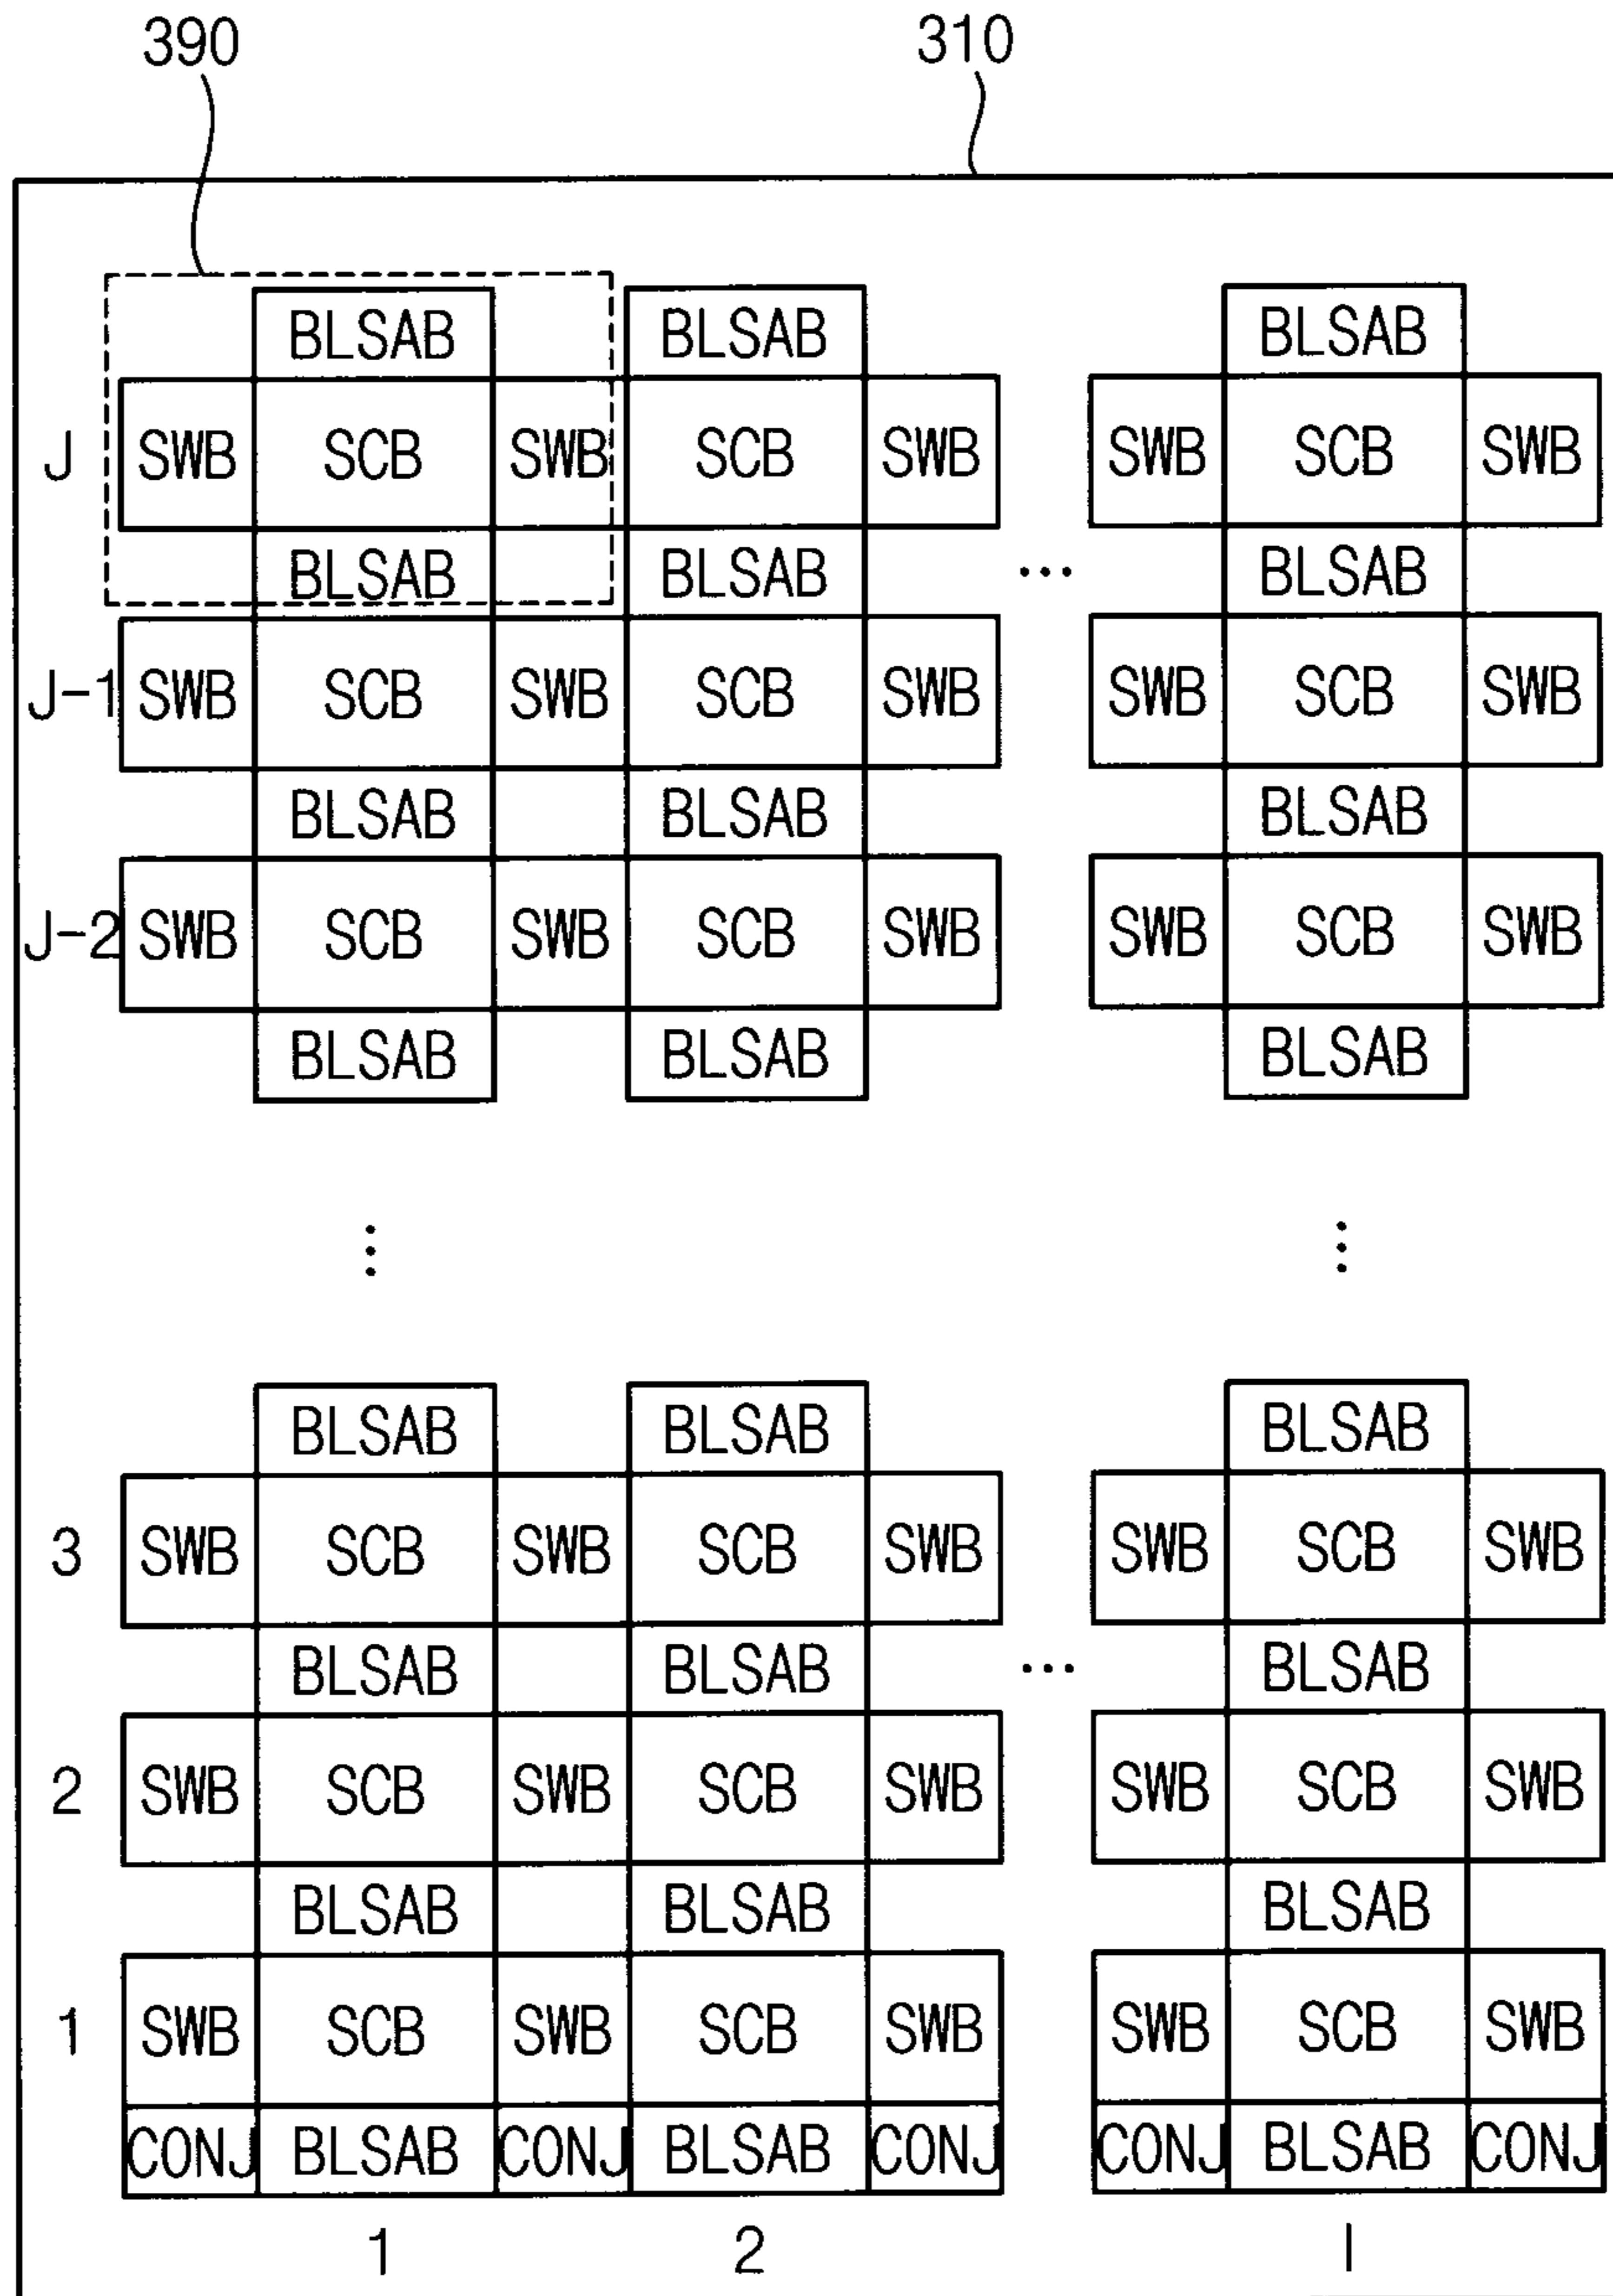 390 310
BLSAB BLSAB BLSAB
J SWB SCB SWB SCB SWB SWB SCB SWB
BLSAB BLSAB ... BLSAB
J-1 SWB SCB SWB SCB SWB SWB SCB SWB
BLSAB BLSAB BLSAB
J-2 SWB SCB SWB SCB SWB SWB SCB SWB
BLSAB BLSAB BLSAB
... ...
BLSAB BLSAB BLSAB
3 SWB SCB SWB SCB SWB SWB SCB SWB
BLSAB BLSAB ... BLSAB
2 SWB SCB SWB SCB SWB SWB SCB SWB
BLSAB BLSAB BLSAB
1 SWB SCB SWB SCB SWB SWB SCB SWB
CONJ BLSAB CONJ BLSAB CONJ CONJ BLSAB CONJ
1 2 I